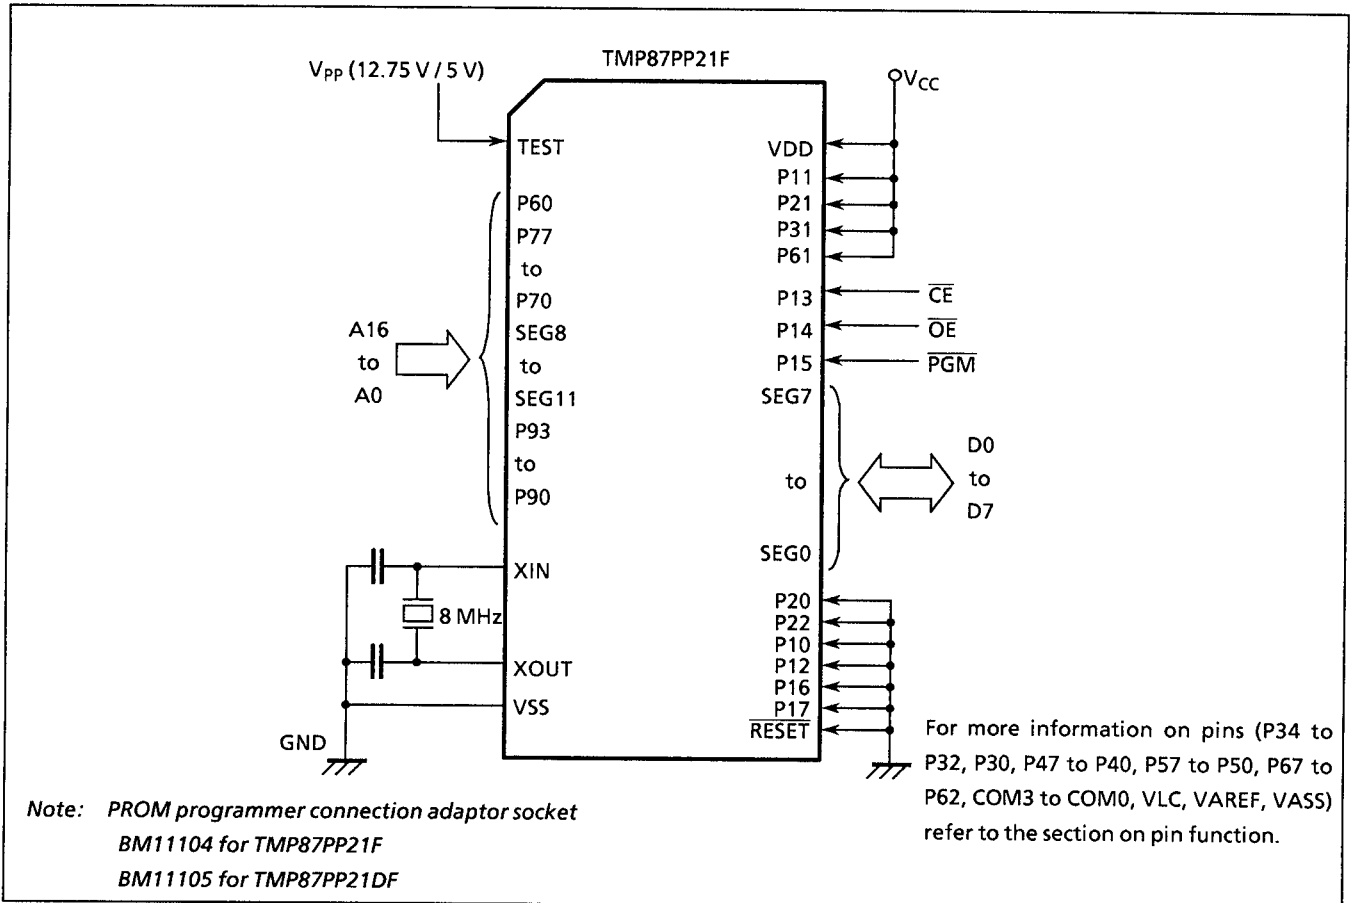 TMP87PP21F
VPP (12.75 V / 5 V)
VCC
TEST
P60
P77
to
P70
SEG8
to
SEG11
P93
to
P90
A16
to
A0
XIN
8 MHz
XOUT
VSS
GND
VDD
P11
P21
P31
P61
P13
CE
P14
OE
P15
PGM
SEG7
to
SEG0
D0
to
D7
P20
P22
P10
P12
P16
P17
RESET
For more information on pins (P34 to
P32, P30, P47 to P40, P57 to P50, P67 to
P62, COM3 to COM0, VLC, VAREF, VASS)
refer to the section on pin function.
Note: PROM programmer connection adaptor socket
BM11104 for TMP87PP21F
BM11105 for TMP87PP21DF